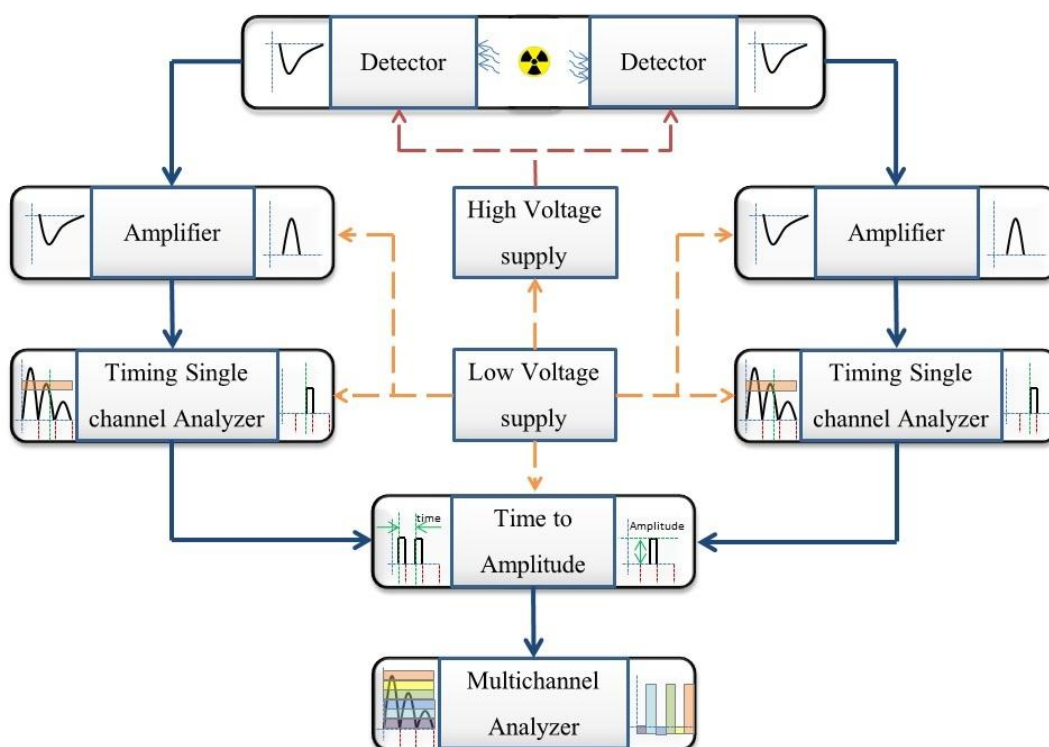 Detector
Detector
Amplifier
High Voltage
supply
Amplifier
Timing Single
channel Analyzer
Low Voltage
supply
Timing Single
channel Analyzer
time
Time to
Amplitude
Amplitude
Multichannel
Analyzer